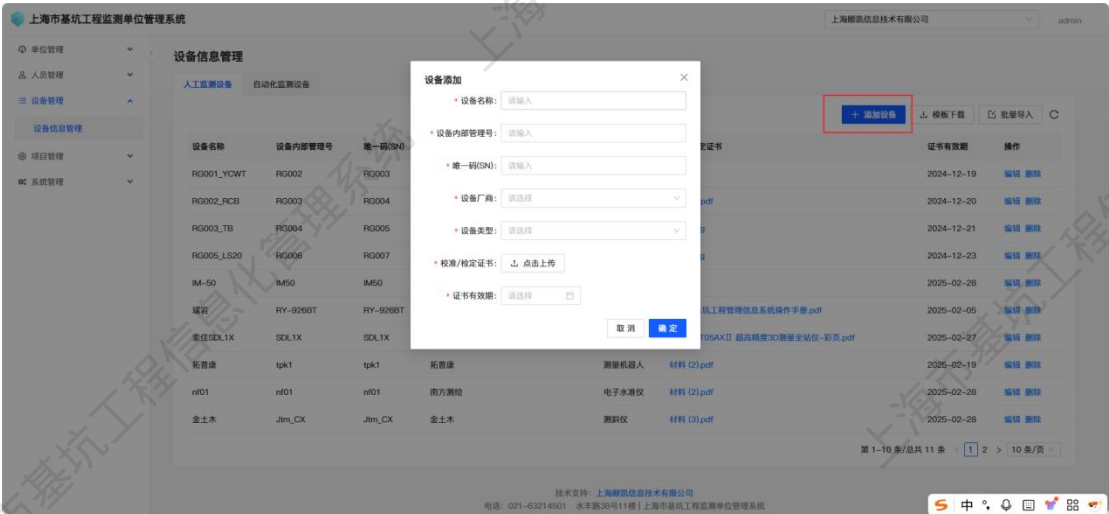 上海市基坑工程监测单位管理系统
上海顺凯信息技术有限公司
admin
单位管理
人员管理
设备管理
设备信息管理
项目管理
系统管理
设备信息管理
人工监测设备 自动化监测设备
+ 添加设备 模板下载 批量导入
设备名称 设备内部管理号 唯一码(SN) 定证书 证书有效期 操作
RG001_YCWT RG002 RG003 2024-12-19 编辑 删除
RG002_RCB RG003 RG004 pdf 2024-12-20 编辑 删除
RG003_TB RG004 RG005 2024-12-21 编辑 删除
RG005_LS20 RG006 RG007 2024-12-23 编辑 删除
IM-50 IM50 IM50 2025-02-28 编辑 删除
瑞若 RY-926BT RY-926BT 坑工程管理信息系统操作手册.pdf 2025-02-05 编辑 删除
索佳SDL1X SDL1X SDL1X T05AXII 超高精度3D测量全站仪-彩页.pdf 2025-02-27 编辑 删除
拓普康 tpk1 tpk1 拓普康 测量机器人 材料 (2).pdf 2025-02-19 编辑 删除
nf01 nf01 nf01 南方测绘 电子水准仪 材料 (2).pdf 2025-02-28 编辑 删除
金土木 Jtm_CX Jtm_CX 金土木 测斜仪 材料 (3).pdf 2025-02-28 编辑 删除
第 1-10 条/总共 11 条 < 1 2 > 10 条/页
设备添加
* 设备名称: 请输入
* 设备内部管理号: 请输入
* 唯一码(SN): 请输入
* 设备厂商: 请选择
* 设备类型: 请选择
* 校准/检定证书: 点击上传
* 证书有效期: 请选择
取 消 确 定
技术支持: 上海顺凯信息技术有限公司
电话: 021-63214501 水丰路38号11楼 | 上海市基坑工程监测单位管理系统
中